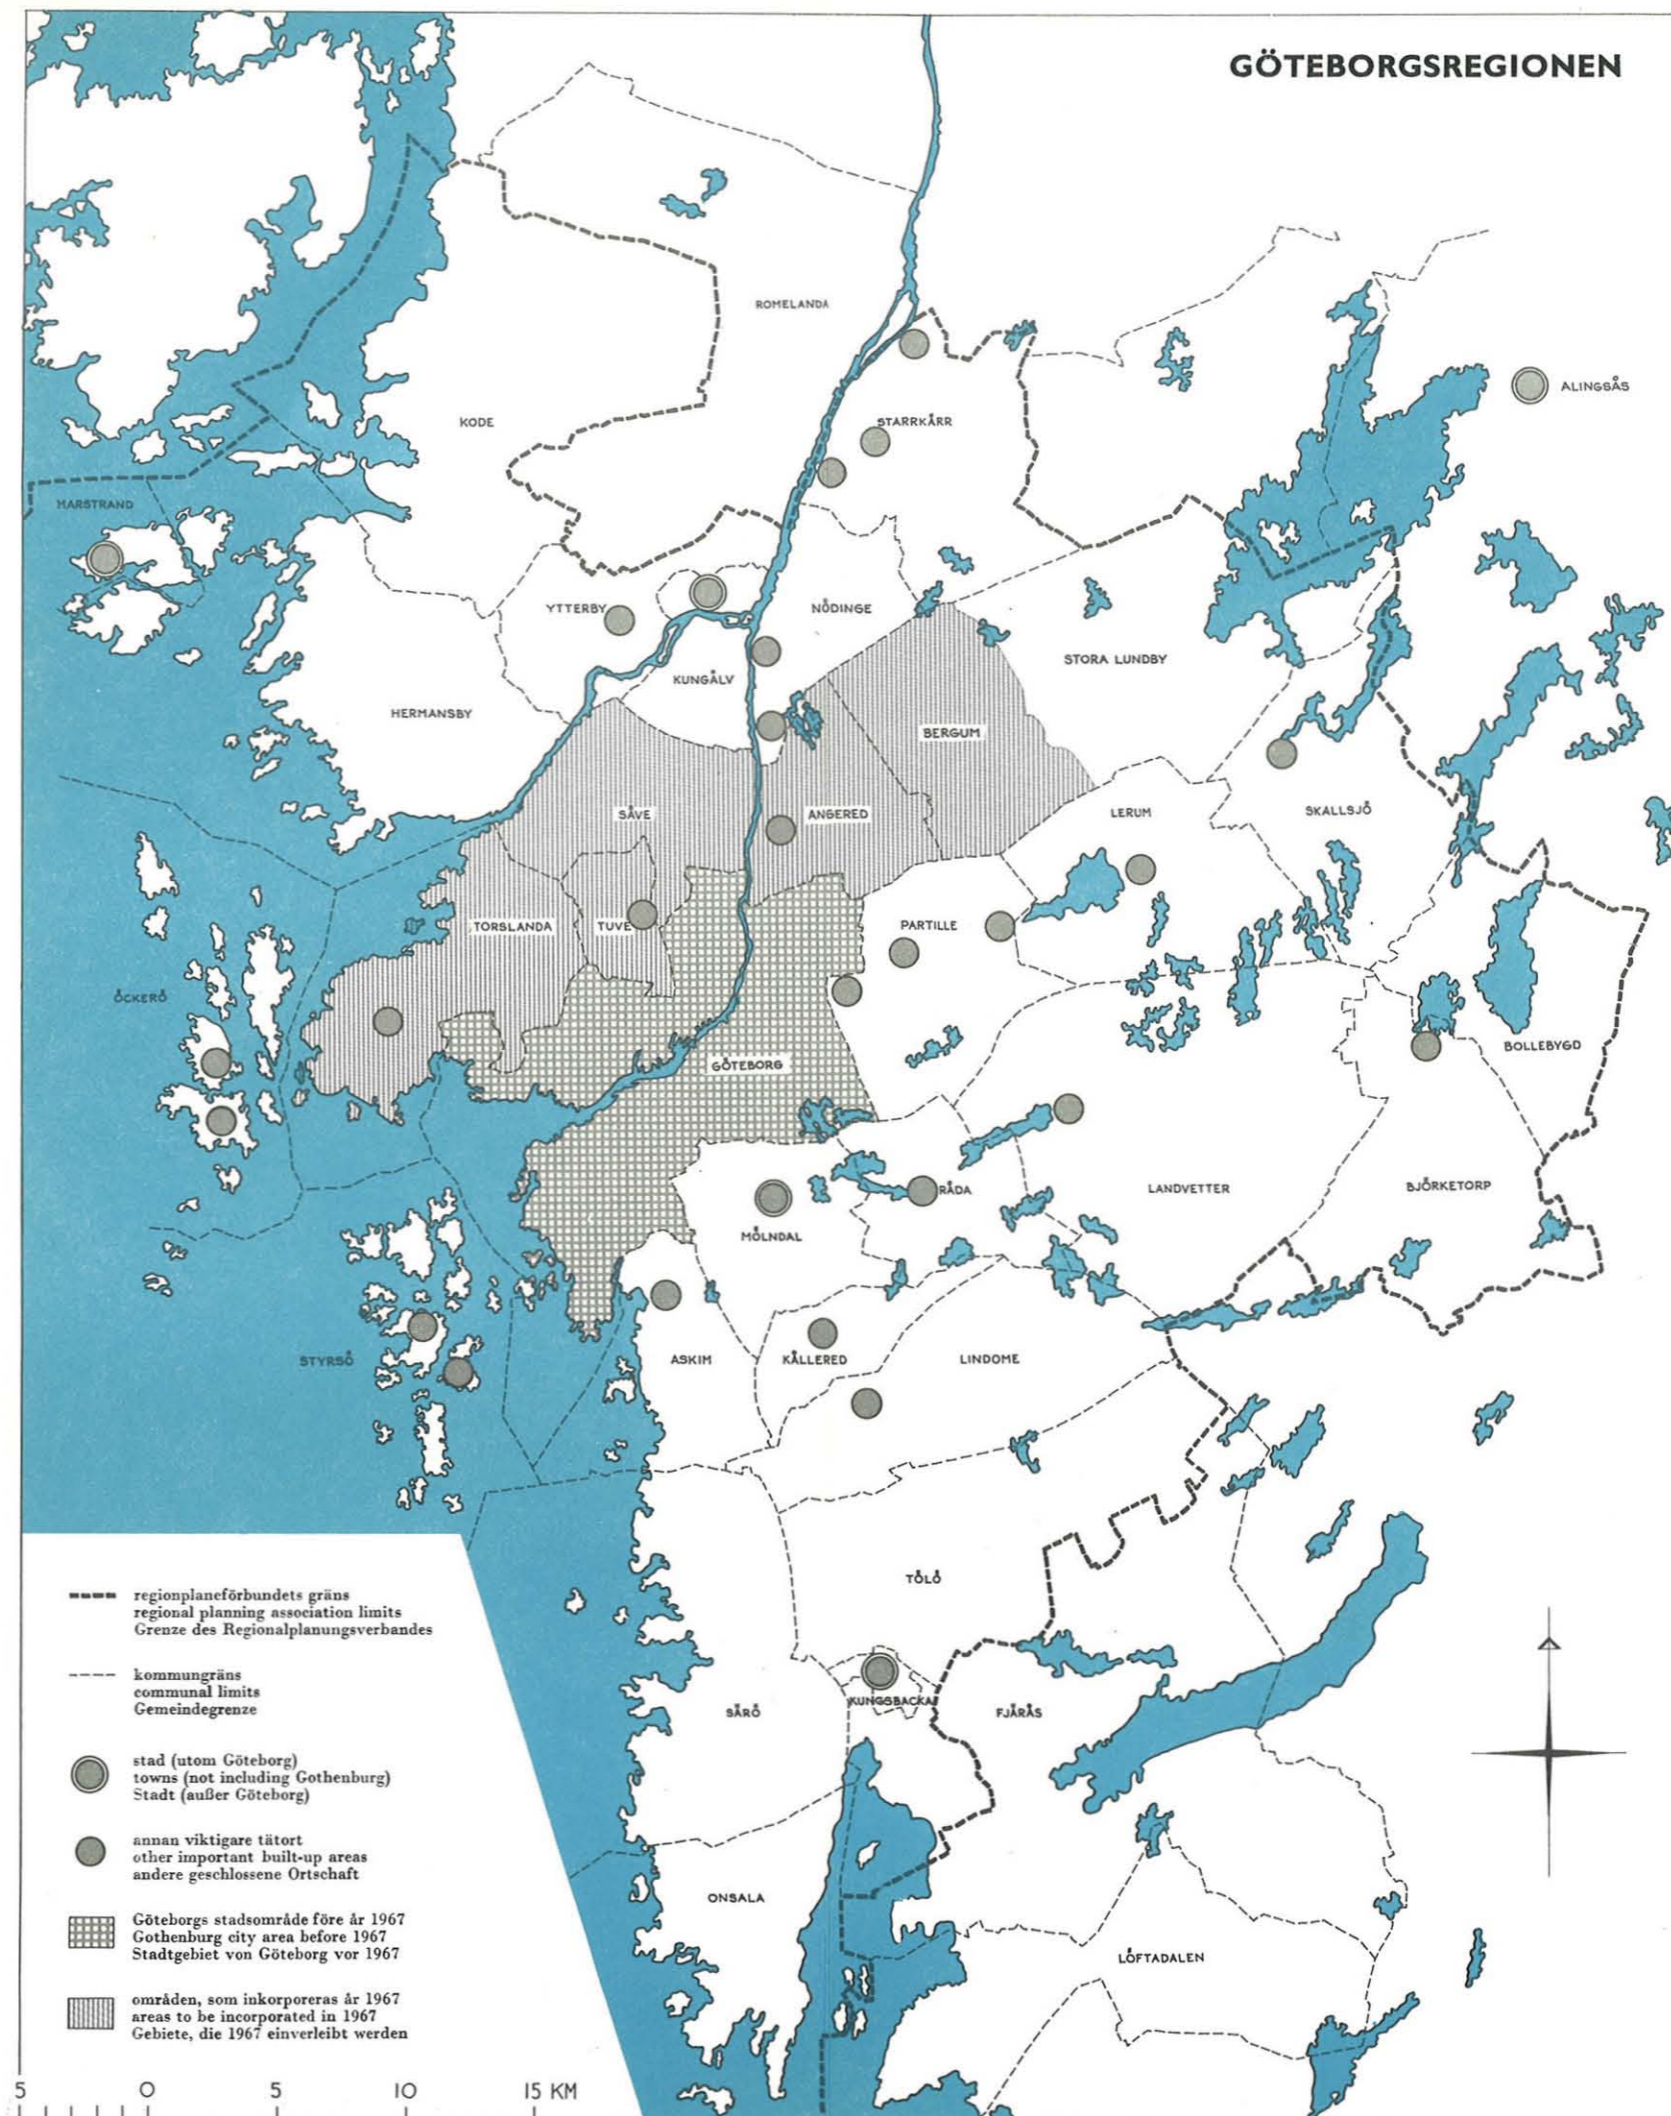 GÖTEBORGSREGIONEN
ROMELANDA
ALINGSÅS
KODE
STARRKÄRR
MARSTRAND
YTTERBY
NÖDINGE
STORA LUNDBY
KUNGÄLV
HERMANSBY
BERGUM
SÄVE
ANGERED
LERUM
SKALLSJÖ
TORSLANDA
TUVE
PARTILLE
ÖCKERÖ
BOLLEBYGD
GÖTEBORG
RÅDA
LANDVETTER
BJÖRKETORP
MÖLNDAL
STYRSÖ
ASKIM
KÅLLERED
LINDOME
TÖLÖ
SÄRÖ
KUNGSBACKA
FJÄRÅS
ONSALA
LÖFTADALEN
regionplaneförbundets gräns
regional planning association limits
Grenze des Regionalplanungsverbandes
kommungräns
communal limits
Gemeindegrenze
stad (utom Göteborg)
towns (not including Gothenburg)
Stadt (außer Göteborg)
annan viktigare tätort
other important built-up areas
andere geschlossene Ortschaft
Göteborgs stadsområde före år 1967
Gothenburg city area before 1967
Stadtgebiet von Göteborg vor 1967
områden, som inkorporeras år 1967
areas to be incorporated in 1967
Gebiete, die 1967 einverleibt werden
5 0 5 10 15 KM